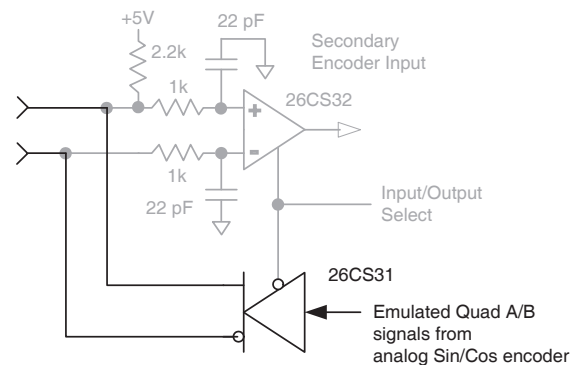 +5V
22 pF
2.2k
Secondary
Encoder Input
1k
26CS32
+
-
1k
22 pF
Input/Output
Select
26CS31
Emulated Quad A/B
signals from
analog Sin/Cos encoder